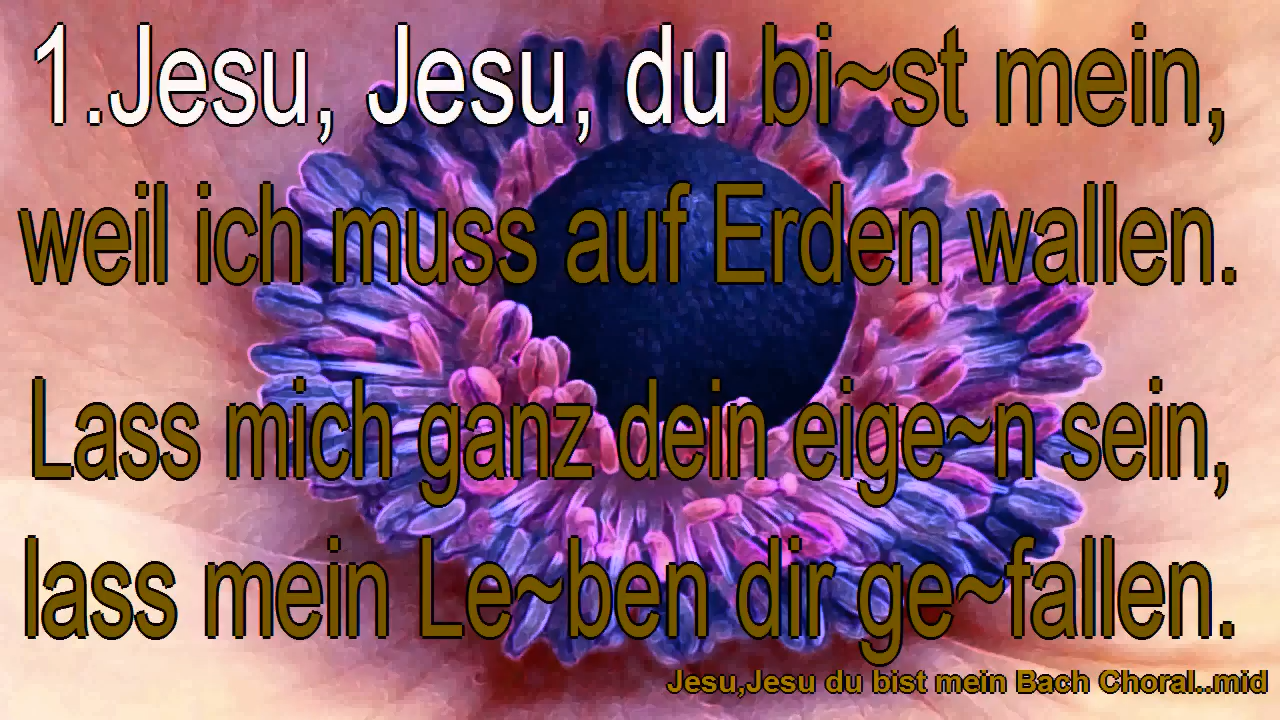 1.Jesu, Jesu, du bi~st mein,
weil ich muss auf Erden wallen.
Lass mich ganz dein eige~n sein,
lass mein Le~ben dir ge~fallen.
Jesu,Jesu du bist mein Bach Choral..mid